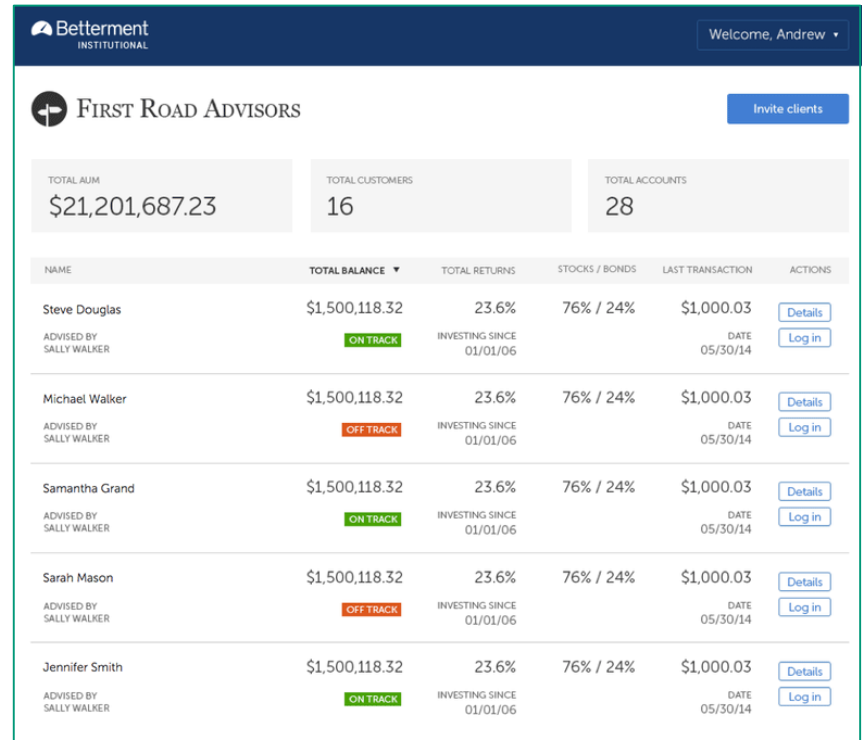 Betterment
INSTITUTIONAL
Welcome, Andrew ▾
FIRST ROAD ADVISORS
Invite clients
TOTAL AUM
$21,201,687.23
TOTAL CUSTOMERS
16
TOTAL ACCOUNTS
28
NAME TOTAL BALANCE ▼ TOTAL RETURNS STOCKS / BONDS LAST TRANSACTION ACTIONS
Steve Douglas $1,500,118.32 23.6% 76% / 24% $1,000.03 Details
ADVISED BY ON TRACK INVESTING SINCE DATE Log in
SALLY WALKER 01/01/06 05/30/14
Michael Walker $1,500,118.32 23.6% 76% / 24% $1,000.03 Details
ADVISED BY OFF TRACK INVESTING SINCE DATE Log in
SALLY WALKER 01/01/06 05/30/14
Samantha Grand $1,500,118.32 23.6% 76% / 24% $1,000.03 Details
ADVISED BY ON TRACK INVESTING SINCE DATE Log in
SALLY WALKER 01/01/06 05/30/14
Sarah Mason $1,500,118.32 23.6% 76% / 24% $1,000.03 Details
ADVISED BY OFF TRACK INVESTING SINCE DATE Log in
SALLY WALKER 01/01/06 05/30/14
Jennifer Smith $1,500,118.32 23.6% 76% / 24% $1,000.03 Details
ADVISED BY ON TRACK INVESTING SINCE DATE Log in
SALLY WALKER 01/01/06 05/30/14